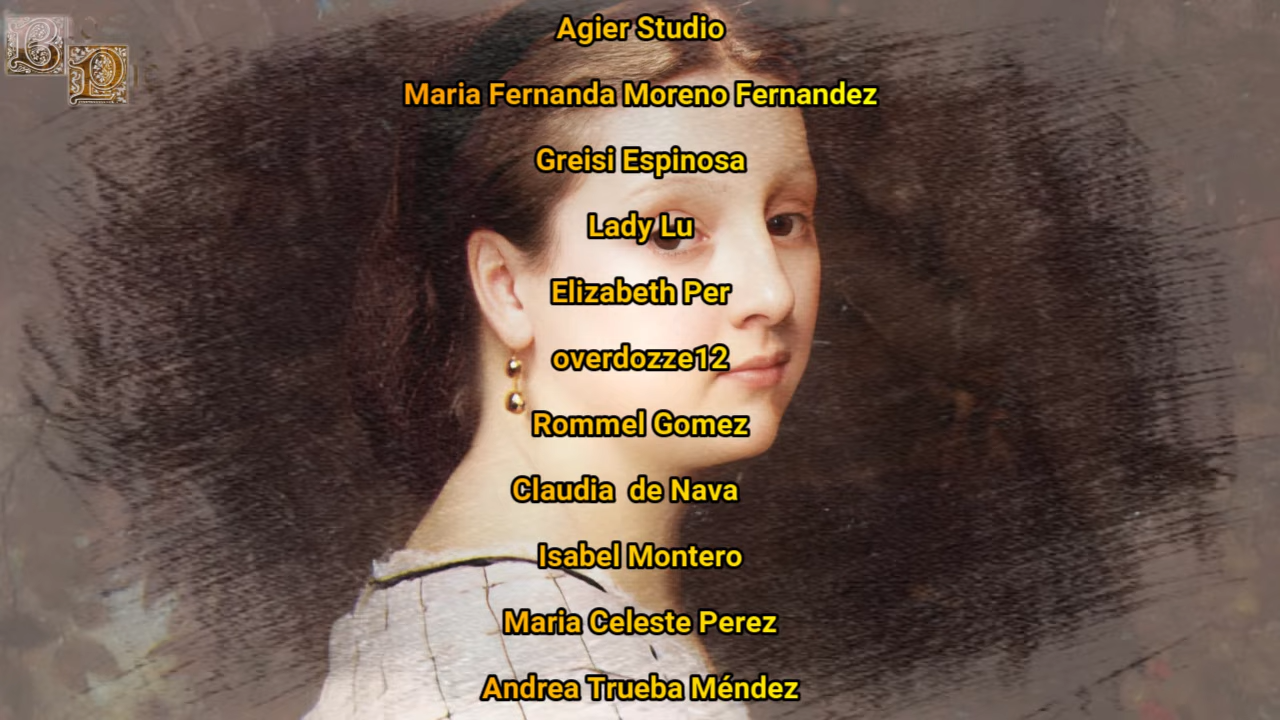 Agier Studio
Maria Fernanda Moreno Fernandez
Greisi Espinosa
Lady Lu
Elizabeth Per
overdozze12
Rommel Gomez
Claudia  de Nava
Isabel Montero
Maria Celeste Perez
Andrea Trueba Méndez